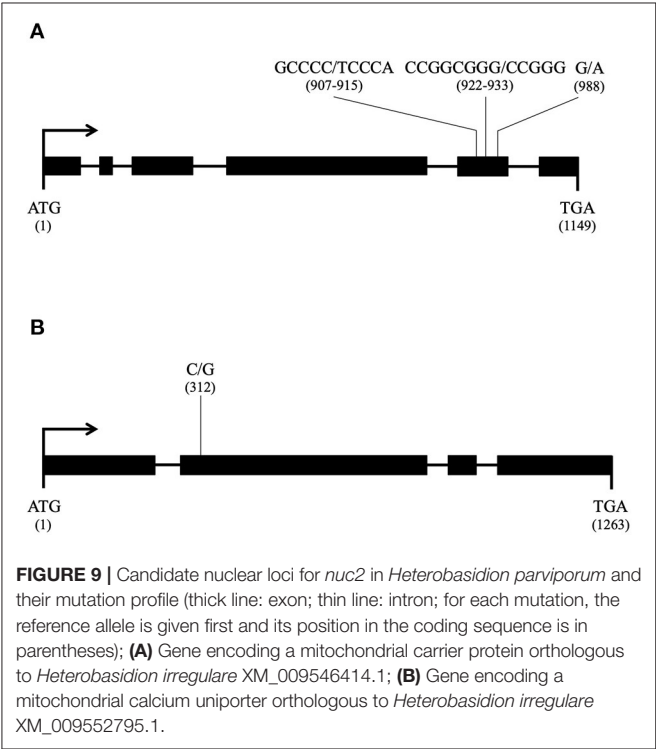 A
GCCCC/TCCCA CCGGCGGG/CCGGG G/A
(907-915) (922-933) (988)
ATG TGA
(1) (1149)
B
C/G
(312)
ATG TGA
(1) (1263)
FIGURE 9 | Candidate nuclear loci for nuc2 in Heterobasidion parviporum and
their mutation profile (thick line: exon; thin line: intron; for each mutation, the
reference allele is given first and its position in the coding sequence is in
parentheses); (A) Gene encoding a mitochondrial carrier protein orthologous
to Heterobasidion irregulare XM_009546414.1; (B) Gene encoding a
mitochondrial calcium uniporter orthologous to Heterobasidion irregulare
XM_009552795.1.